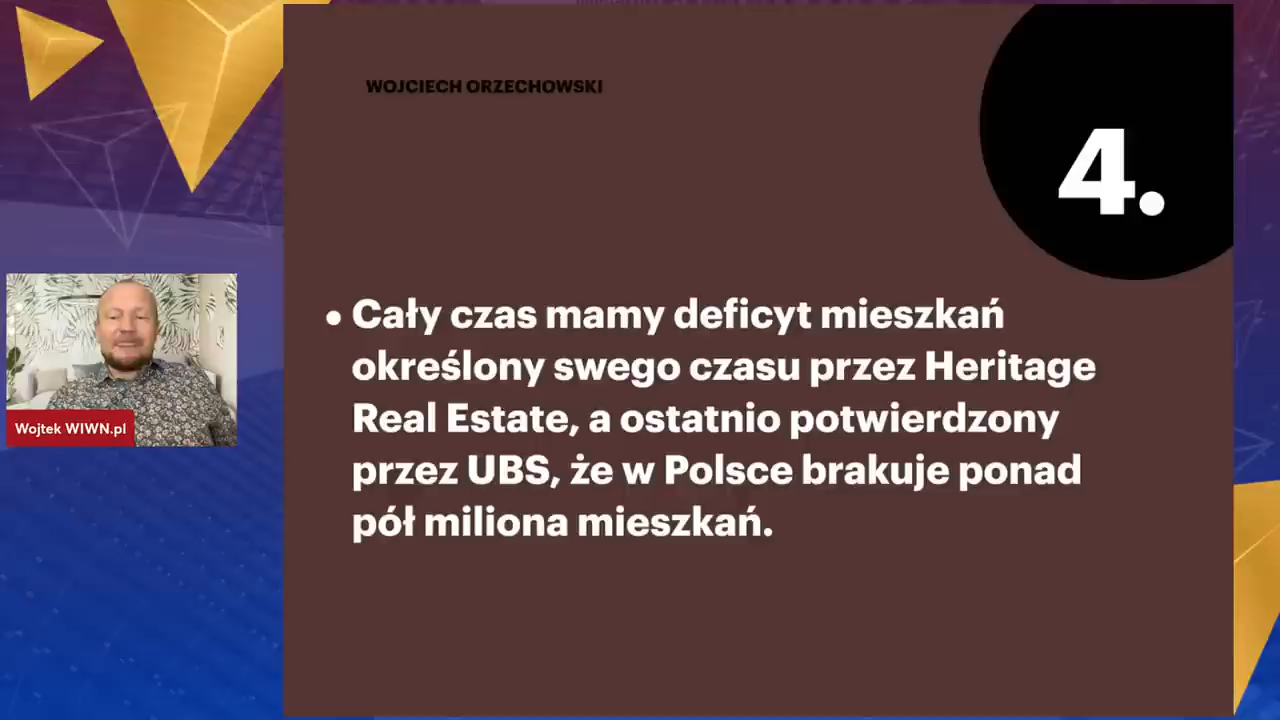 WOJCIECH ORZECHOWSKI
4.
• Cały czas mamy deficyt mieszkań
określony swego czasu przez Heritage
Real Estate, a ostatnio potwierdzony
przez UBS, że w Polsce brakuje ponad
pół miliona mieszkań.
Wojtek WIWN.pl